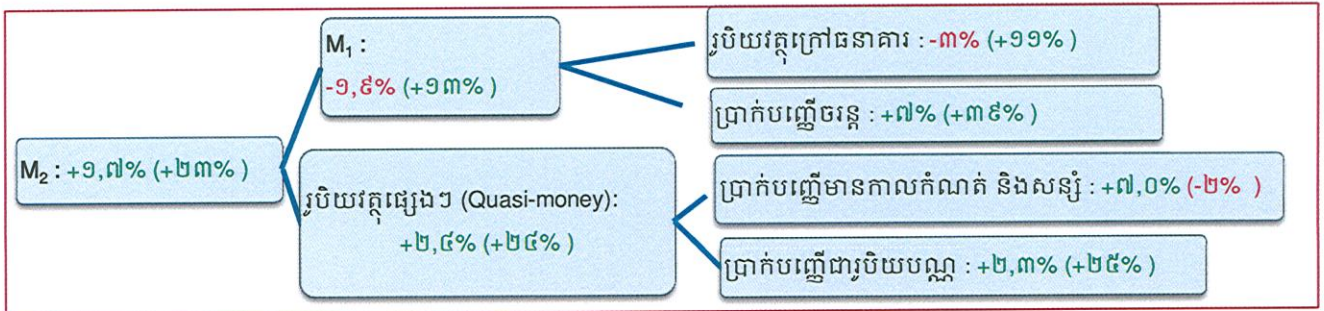 M₁ :
-១,៩% (+១៣% )
រូបិយវត្ថុក្រៅធនាគារ : -៣% (+១១% )
ប្រាក់បញ្ញើចរន្ត : +៧% (+៣៩% )
M₂ : +១,៧% (+២៣% )
រូបិយវត្ថុផ្សេងៗ (Quasi-money):
+២,៤% (+២៤% )
ប្រាក់បញ្ញើមានកាលកំណត់ និងសន្សំ : +៧,០% (-២% )
ប្រាក់បញ្ញើជារូបិយបណ្ណ : +២,៣% (+២៥% )